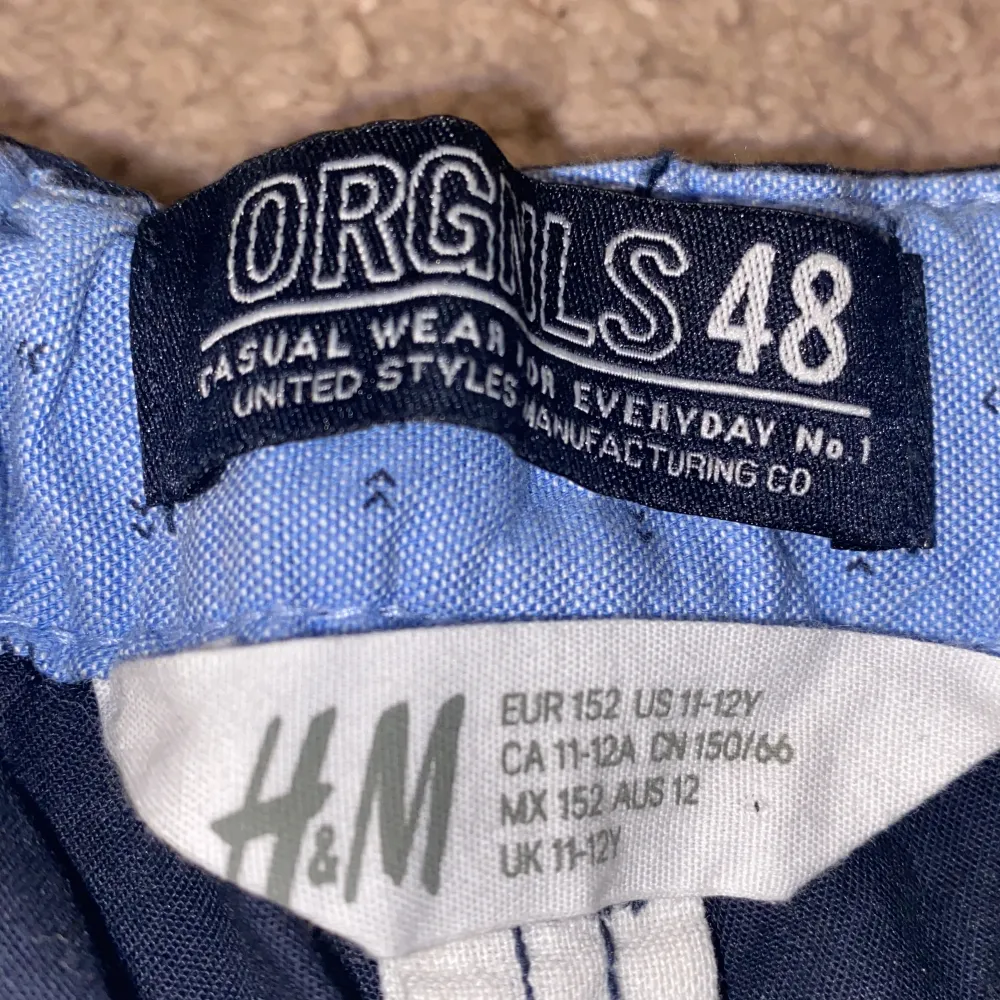 ORGNLS 48
CASUAL WEAR FOR EVERYDAY No 1
UNITED STYLES MANUFACTURING CO
H&M
EUR 152 US 11-12Y
CA 11-12A CN 150/66
MX 152 AUS 12
UK 11-12Y